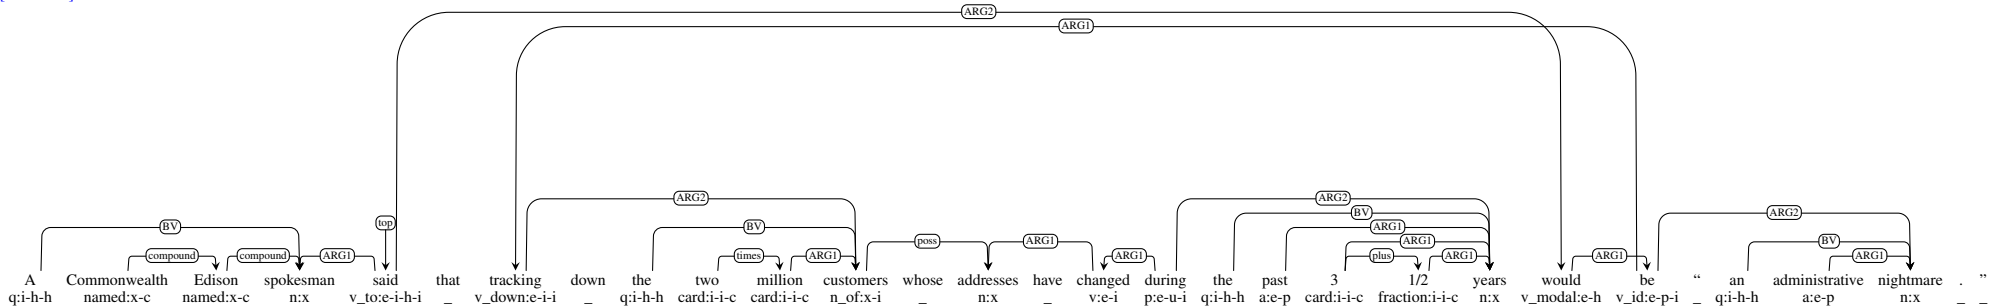 ARG2
ARG1
ARG2 ARG2
top BV ARG1 ARG2
BV BV ARG1
compound compound ARG1 times ARG1 poss ARG1 ARG1 plus ARG1 ARG1 BV ARG1
A Commonwealth Edison spokesman said that tracking down the two million customers whose addresses have changed during the past 3 1/2 years would be “ an administrative nightmare . ”
q:i-h-h named:x-c named:x-c n:x v_to:e-i-h-i _ v_down:e-i-i _ q:i-h-h card:i-i-c card:i-i-c n_of:x-i _ n:x _ v:e-i p:e-u-i q:i-h-h a:e-p card:i-i-c fraction:i-i-c n:x v_modal:e-h v_id:e-p-i _ q:i-h-h a:e-p n:x _ _